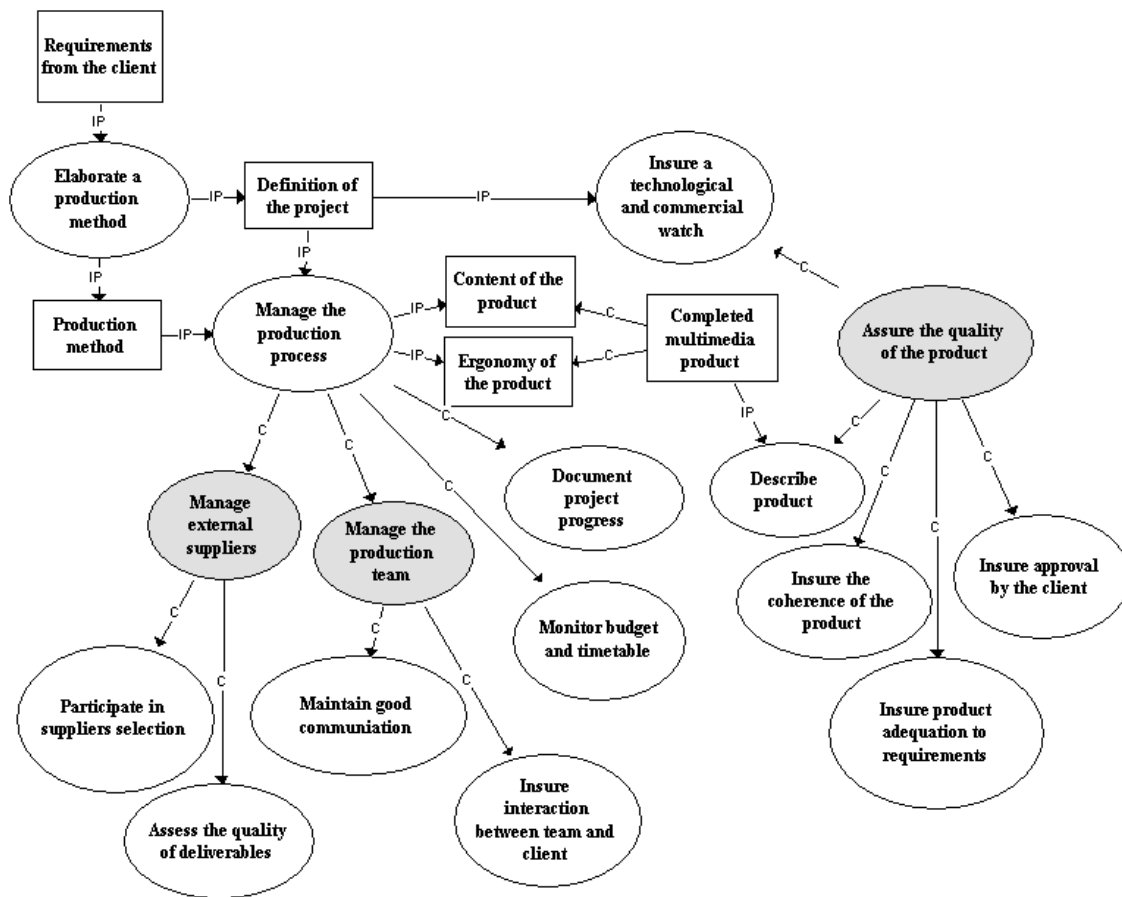 Requirements
from the client
IP
Elaborate a
production
method
IP
Definition of
the project
IP
Insure a
technological
and commercial
watch
IP
IP
C
Production
method
IP
Manage the
production
process
IP
Content of the
product
C
Completed
multimedia
product
Assure the quality
of the product
IP
Ergonomy of
the product
C
C
IP
C
C
C
C
C
C
C
Manage
external
suppliers
Manage the
production
team
Document
project
progress
Describe
product
Insure approval
by the client
Insure the
coherence of the
product
Monitor budget
and timetable
C
C
C
C
Participate in
suppliers selection
Maintain good
communiation
Insure product
adequation to
requirements
Assess the quality
of deliverables
Insure
interaction
between team and
client